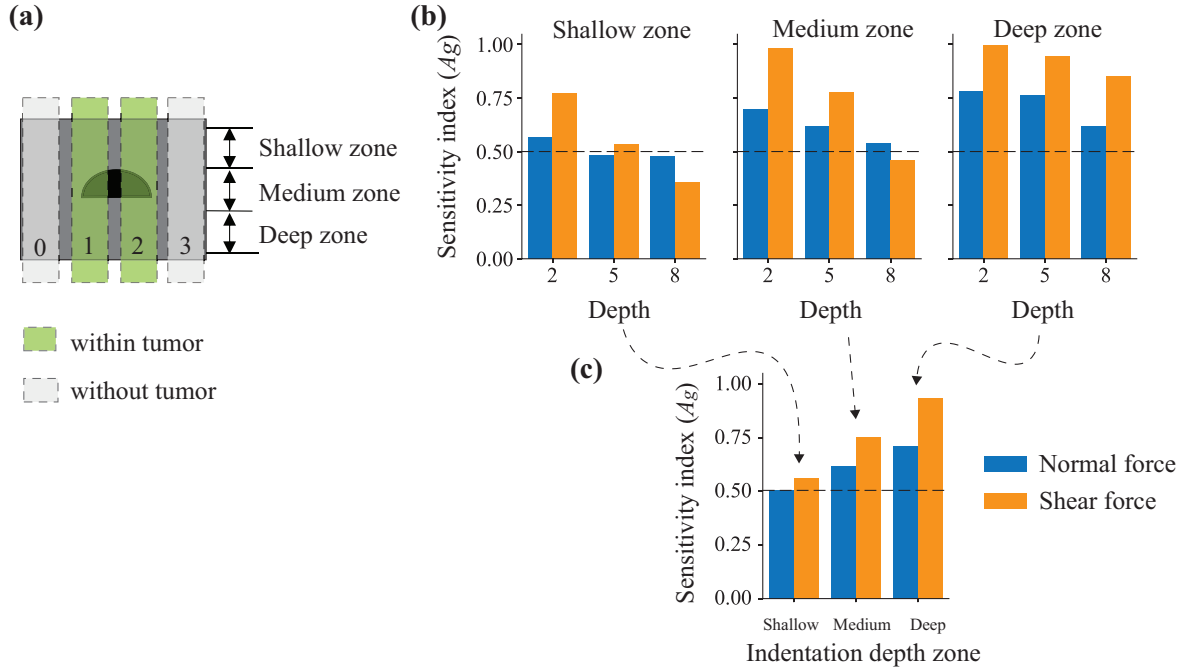 (a)
Shallow zone
Medium zone
Deep zone
0 1 2 3
within tumor
without tumor
(b)
Sensitivity index (Ag)
Shallow zone Medium zone Deep zone
1.00
0.75
0.50
0.25
0.00
2 5 8 2 5 8 2 5 8
Depth Depth Depth
(c)
Sensitivity index (Ag)
1.00
0.75
0.50
0.25
0.00
Shallow Medium Deep
Indentation depth zone
Normal force
Shear force